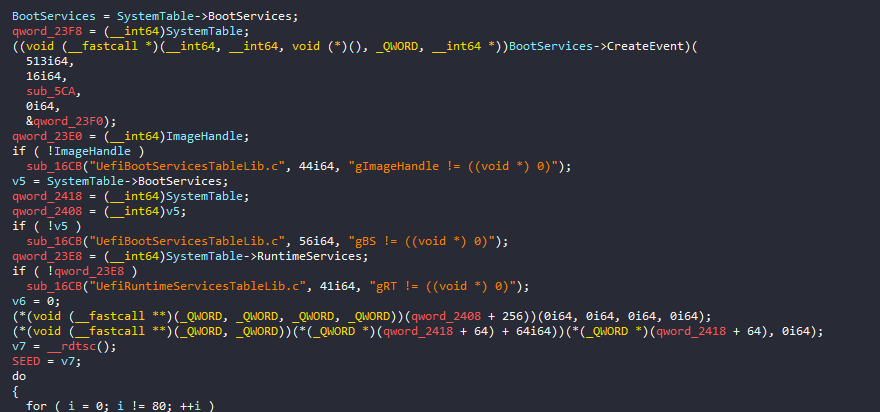 BootServices = SystemTable->BootServices;
qword_23F8 = (__int64)SystemTable;
((void (__fastcall *)(__int64, __int64, void (*)(), _QWORD, __int64 *))BootServices->CreateEvent)(
513i64,
16i64,
sub_5CA,
0i64,
&qword_23F0);
qword_23E0 = (__int64)ImageHandle;
if ( !ImageHandle )
sub_16CB("UefiBootServicesTableLib.c", 44i64, "gImageHandle != ((void *) 0)");
v5 = SystemTable->BootServices;
qword_2418 = (__int64)SystemTable;
qword_2408 = (__int64)v5;
if ( !v5 )
sub_16CB("UefiBootServicesTableLib.c", 56i64, "gBS != ((void *) 0)");
qword_23E8 = (__int64)SystemTable->RuntimeServices;
if ( !qword_23E8 )
sub_16CB("UefiRuntimeServicesTableLib.c", 41i64, "gRT != ((void *) 0)");
v6 = 0;
(*(void (__fastcall **)(_QWORD, _QWORD, _QWORD, _QWORD))(qword_2408 + 256))(0i64, 0i64, 0i64, 0i64);
(*(void (__fastcall **)(_QWORD, _QWORD))(*(_QWORD *)(qword_2418 + 64) + 64i64))(*(_QWORD *)(qword_2418 + 64), 0i64);
v7 = __rdtsc();
SEED = v7;
do
{
for ( i = 0; i != 80; ++i )